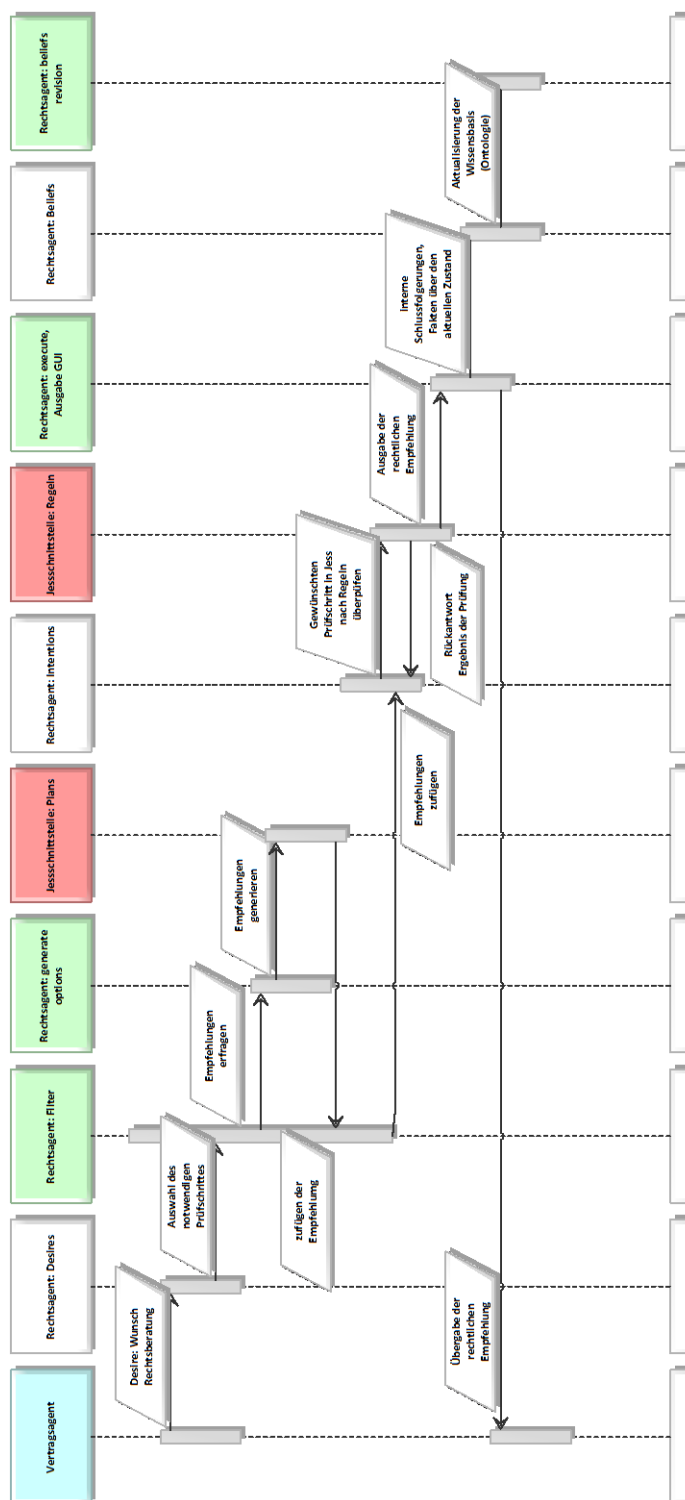 Vertragsagent
Rechtsagent: Desires
Rechtsagent: Filter
Rechtsagent: generate
options
Jessschnittstelle: Plans
Rechtsagent: Intentions
Jessschnittstelle: Regeln
Rechtsagent: execute,
Ausgabe GUI
Rechtsagent: Beliefs
Rechtsagent: beliefs
revision
Desire: Wunsch
Rechtsberatung
Auswahl des
notwendigen
Prüfschrittes
Empfehlungen
erfragen
Empfehlungen
generieren
zufügen der
Empfehlumg
Gewünschten
Prüfschritt in Jess
nach Regeln
überpüfen
Empfehlungen
zufügen
Rückantwort
Ergebnis der Prüfung
Ausgabe der
rechtlichen
Empfehlung
Interne
Schlussfolgerungen,
Fakten über den
aktuellen Zustand
Aktualisierung der
Wissensbasis
(Ontologie)
Übergabe der
rechtlichen
Empfehlung